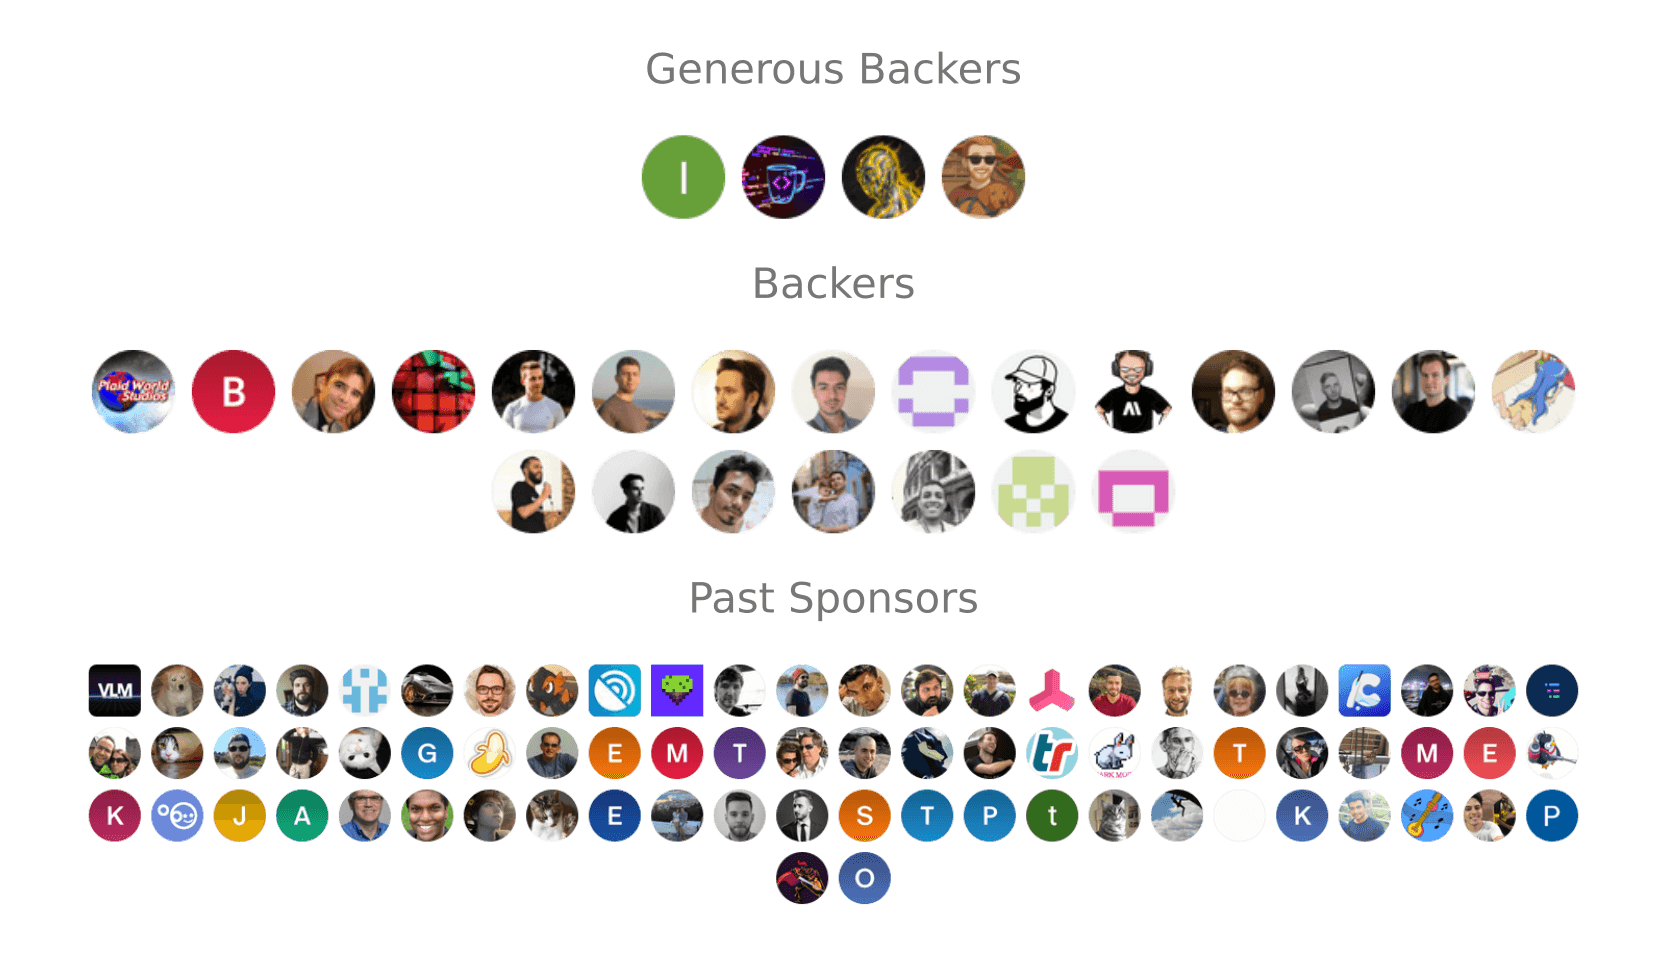 Generous Backers
I
Backers
Plaid World
Studios
B
Past Sponsors
VLM
G
E
M
T
tr
T
M
E
K
J
A
E
S
T
P
t
K
P
O